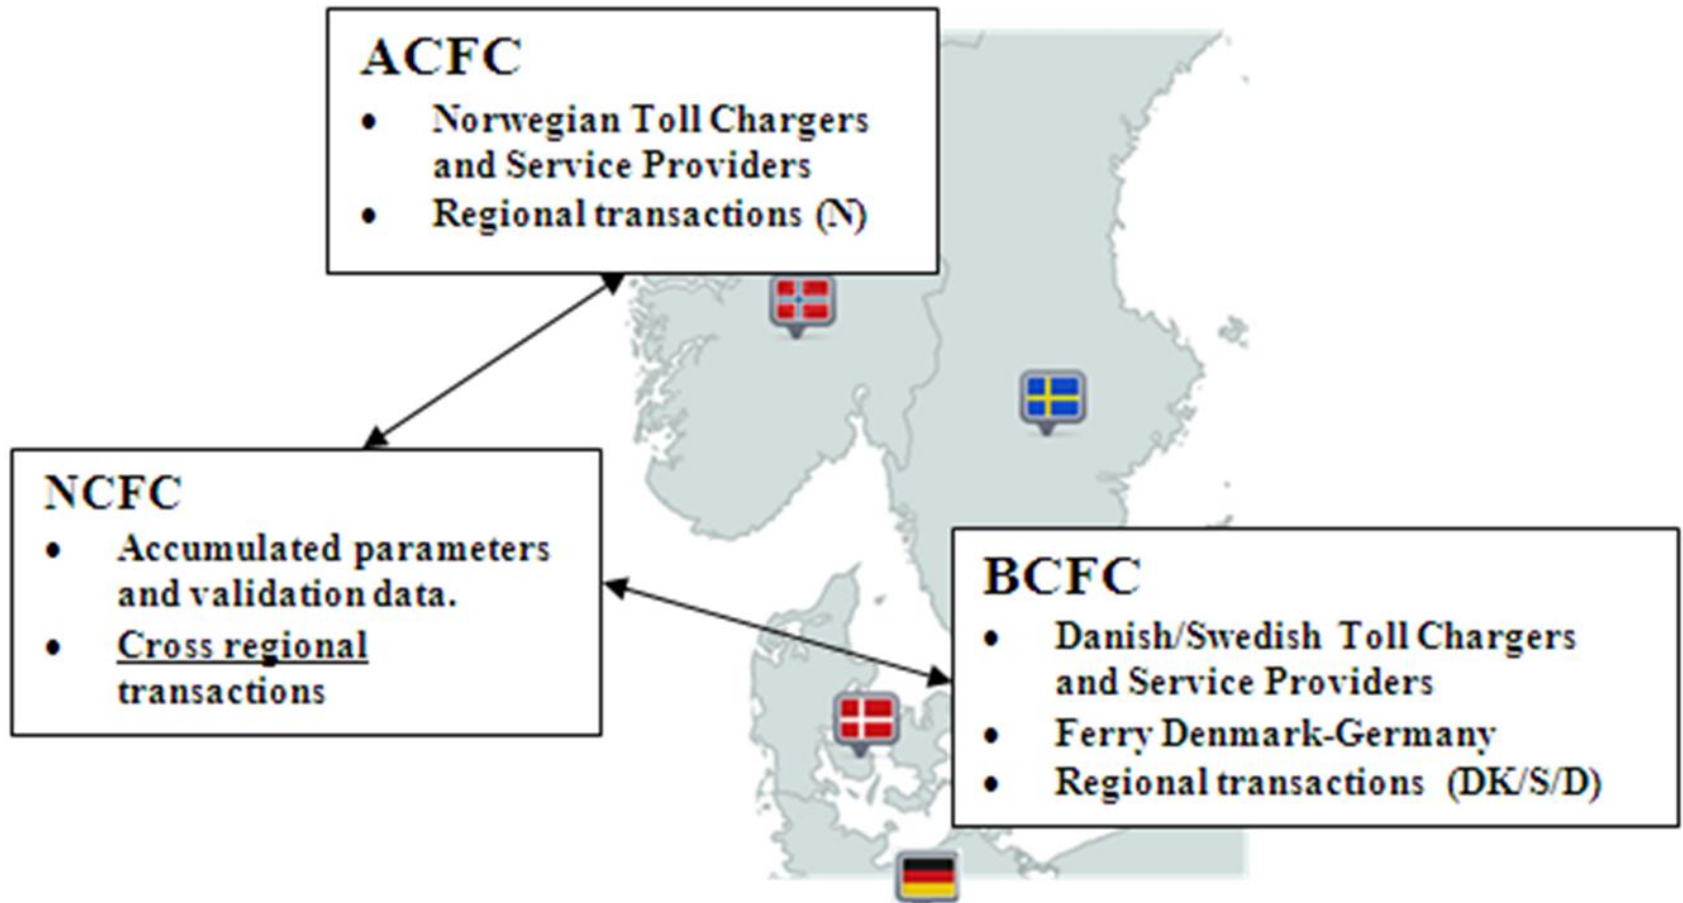 ACFC
• Norwegian Toll Chargers
and Service Providers
• Regional transactions (N)
NCFC
• Accumulated parameters
and validation data.
• Cross regional
transactions
BCFC
• Danish/Swedish Toll Chargers
and Service Providers
• Ferry Denmark-Germany
• Regional transactions (DK/S/D)